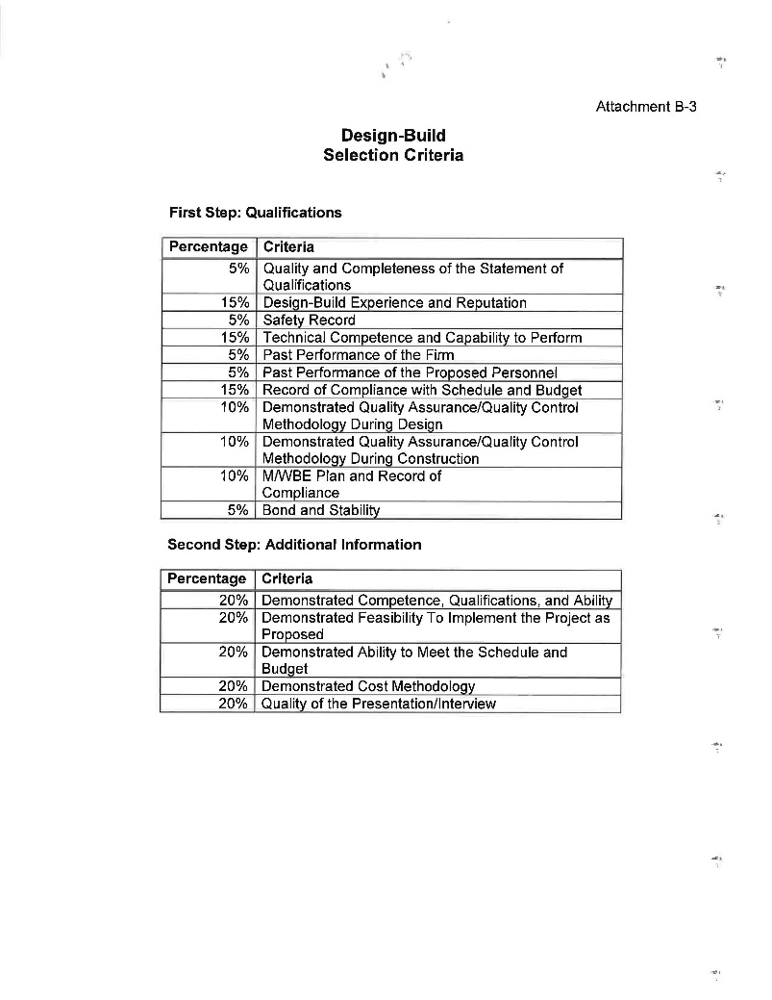 Attachment B-3
Design-Build
Selection Criteria
First Step: Qualifications
Percentage Criteria
5% Quality and Completeness of the Statement of
Qualifications
15% Design-Build Experience and Reputation
5% Safety Record
15% Technical Competence and Capability to Perform
5% Past Performance of the Firm
5% Past Performance of the Proposed Personnel
15% Record of Compliance with Schedule and Budget
10% Demonstrated Quality Assurance/Quality Control
Methodology During Design
10% Demonstrated Quality Assurance/Quality Control
Methodology During Construction
10% M/WBE Plan and Record of
Compliance
5% Bond and Stability
Second Step: Additional Information
Percentage Criteria
20% Demonstrated Competence, Qualifications, and Ability
20% Demonstrated Feasibility To Implement the Project as
Proposed
20% Demonstrated Ability to Meet the Schedule and
Budget
20% Demonstrated Cost Methodology
20% Quality of the Presentation/Interview